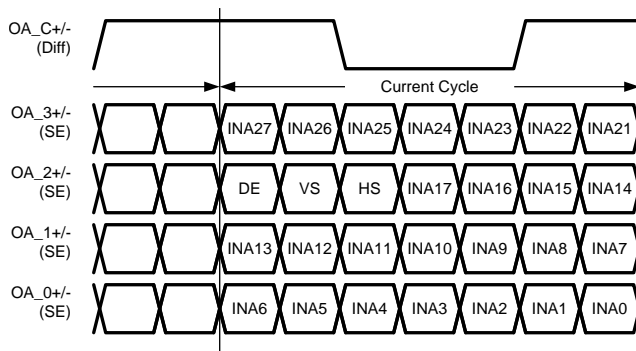 OA_C+/-
(Diff)
Current Cycle
OA_3+/-
(SE)
INA27 INA26 INA25 INA24 INA23 INA22 INA21
OA_2+/-
(SE)
DE VS HS INA17 INA16 INA15 INA14
OA_1+/-
(SE)
INA13 INA12 INA11 INA10 INA9 INA8 INA7
OA_0+/-
(SE)
INA6 INA5 INA4 INA3 INA2 INA1 INA0